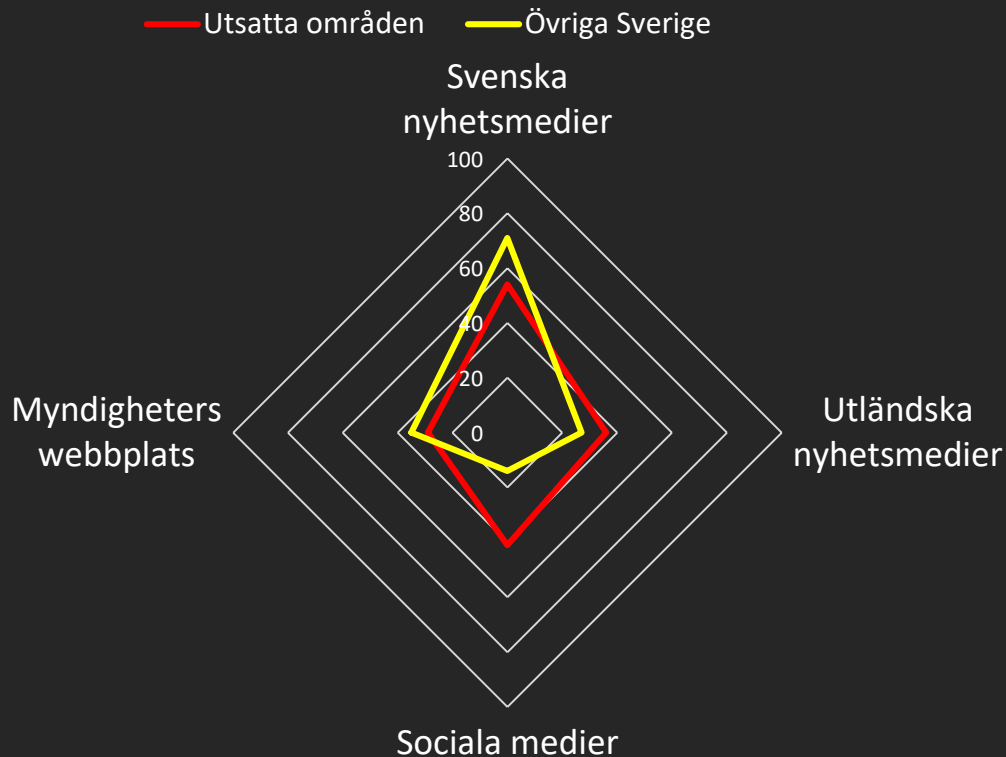 Utsatta områden Övriga Sverige
Svenska
nyhetsmedier
100
80
60
40
20
0
Myndigheters
webbplats
Utländska
nyhetsmedier
Sociala medier